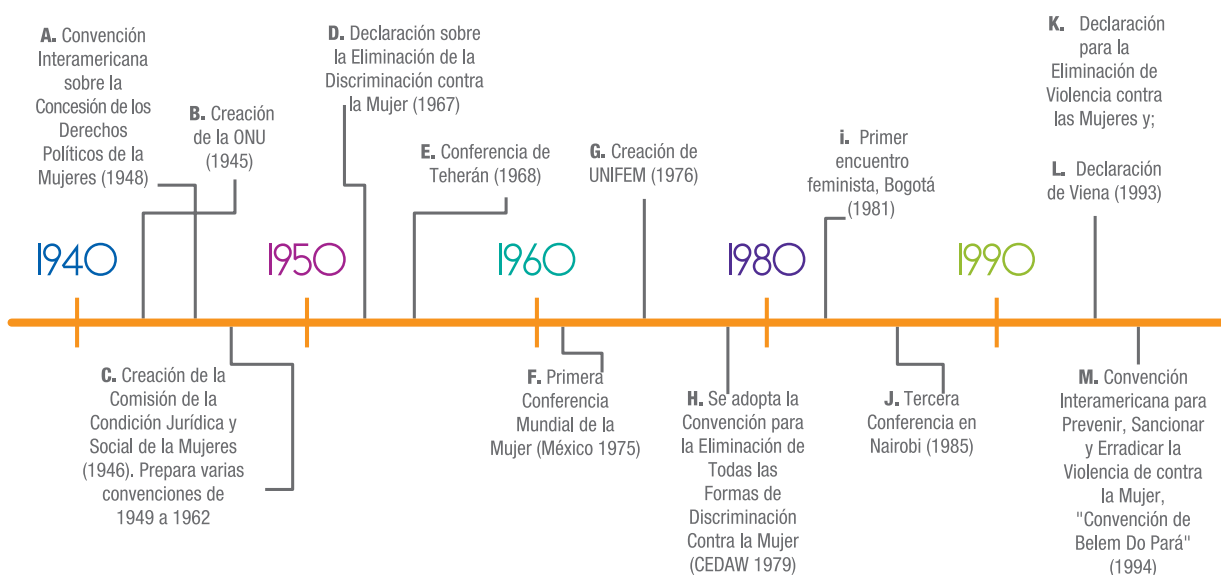 A. Convención
Interamericana
sobre la
Concesión de los
Derechos
Políticos de la
Mujeres (1948)
B. Creación
de la ONU
(1945)
D. Declaración sobre
la Eliminación de la
Discriminación contra
la Mujer (1967)
E. Conferencia de
Teherán (1968)
G. Creación de
UNIFEM (1976)
i. Primer
encuentro
feminista, Bogotá
(1981)
K. Declaración
para la
Eliminación de
Violencia contra
las Mujeres y;
L. Declaración
de Viena (1993)
1940
1950
1960
1980
1990
C. Creación de la
Comisión de la
Condición Jurídica y
Social de la Mujeres
(1946). Prepara varias
convenciones de
1949 a 1962
F. Primera
Conferencia
Mundial de la
Mujer (México 1975)
H. Se adopta la
Convención para
la Eliminación de
Todas las
Formas de
Discriminación
Contra la Mujer
(CEDAW 1979)
J. Tercera
Conferencia en
Nairobi (1985)
M. Convención
Interamericana para
Prevenir, Sancionar
y Erradicar la
Violencia de contra
la Mujer,
"Convención de
Belem Do Pará"
(1994)